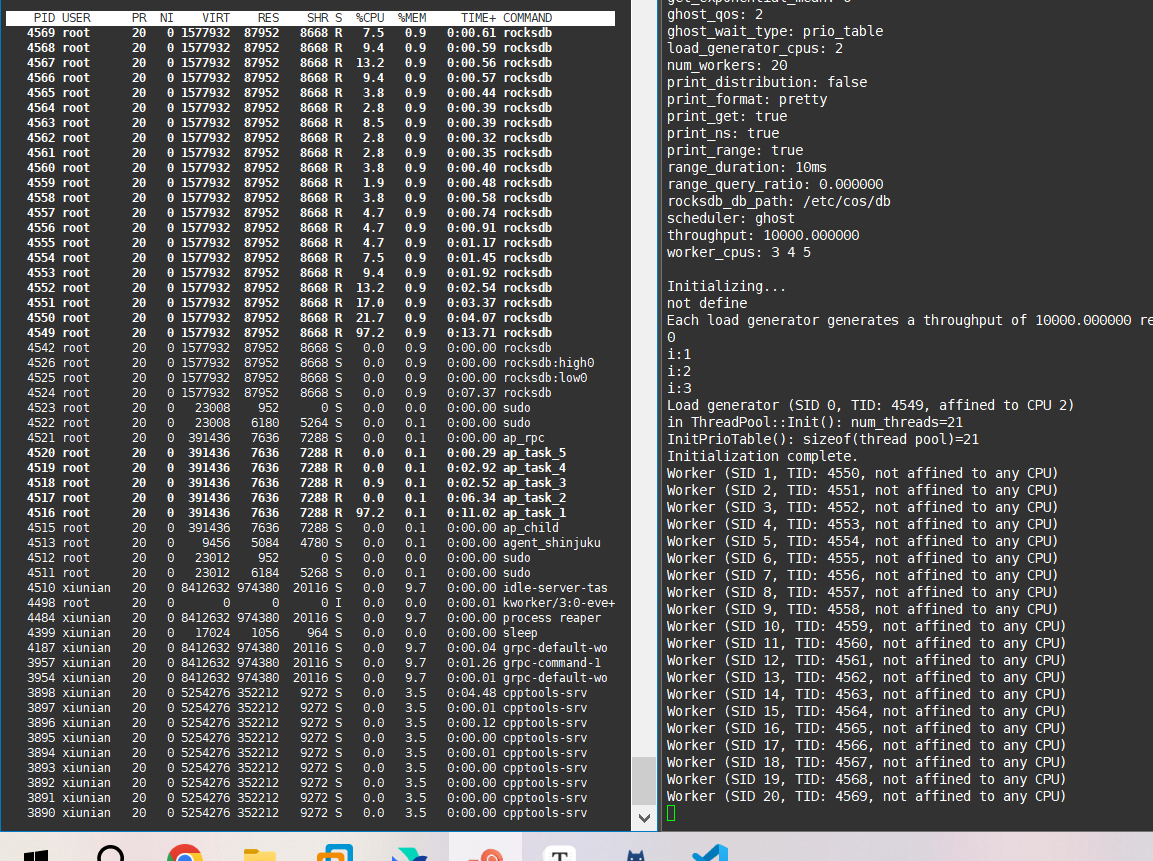 PID USER PR NI VIRT RES SHR S %CPU %MEM TIME+ COMMAND
4569 root 20 0 1577932 87952 8668 R 7.5 0.9 0:00.61 rocksdb
4568 root 20 0 1577932 87952 8668 R 9.4 0.9 0:00.59 rocksdb
4567 root 20 0 1577932 87952 8668 R 13.2 0.9 0:00.56 rocksdb
4566 root 20 0 1577932 87952 8668 R 9.4 0.9 0:00.57 rocksdb
4565 root 20 0 1577932 87952 8668 R 3.8 0.9 0:00.44 rocksdb
4564 root 20 0 1577932 87952 8668 R 2.8 0.9 0:00.39 rocksdb
4563 root 20 0 1577932 87952 8668 R 8.5 0.9 0:00.39 rocksdb
4562 root 20 0 1577932 87952 8668 R 2.8 0.9 0:00.32 rocksdb
4561 root 20 0 1577932 87952 8668 R 2.8 0.9 0:00.35 rocksdb
4560 root 20 0 1577932 87952 8668 R 3.8 0.9 0:00.40 rocksdb
4559 root 20 0 1577932 87952 8668 R 1.9 0.9 0:00.48 rocksdb
4558 root 20 0 1577932 87952 8668 R 3.8 0.9 0:00.58 rocksdb
4557 root 20 0 1577932 87952 8668 R 4.7 0.9 0:00.74 rocksdb
4556 root 20 0 1577932 87952 8668 R 4.7 0.9 0:00.91 rocksdb
4555 root 20 0 1577932 87952 8668 R 4.7 0.9 0:01.17 rocksdb
4554 root 20 0 1577932 87952 8668 R 7.5 0.9 0:01.45 rocksdb
4553 root 20 0 1577932 87952 8668 R 9.4 0.9 0:01.92 rocksdb
4552 root 20 0 1577932 87952 8668 R 13.2 0.9 0:02.54 rocksdb
4551 root 20 0 1577932 87952 8668 R 17.0 0.9 0:03.37 rocksdb
4550 root 20 0 1577932 87952 8668 R 21.7 0.9 0:04.07 rocksdb
4549 root 20 0 1577932 87952 8668 R 97.2 0.9 0:13.71 rocksdb
4542 root 20 0 1577932 87952 8668 S 0.0 0.9 0:00.00 rocksdb
4526 root 20 0 1577932 87952 8668 S 0.0 0.9 0:00.00 rocksdb:high0
4525 root 20 0 1577932 87952 8668 S 0.0 0.9 0:00.00 rocksdb:low0
4524 root 20 0 1577932 87952 8668 S 0.0 0.9 0:07.37 rocksdb
4523 root 20 0 23008 952 0 S 0.0 0.0 0:00.00 sudo
4522 root 20 0 23008 6180 5264 S 0.0 0.1 0:00.00 sudo
4521 root 20 0 391436 7636 7288 S 0.0 0.1 0:00.00 ap_rpc
4520 root 20 0 391436 7636 7288 R 0.0 0.1 0:00.29 ap_task_5
4519 root 20 0 391436 7636 7288 R 0.0 0.1 0:02.92 ap_task_4
4518 root 20 0 391436 7636 7288 R 0.9 0.1 0:02.52 ap_task_3
4517 root 20 0 391436 7636 7288 R 0.0 0.1 0:06.34 ap_task_2
4516 root 20 0 391436 7636 7288 R 97.2 0.1 0:11.02 ap_task_1
4515 root 20 0 391436 7636 7288 S 0.0 0.1 0:00.00 ap_child
4513 root 20 0 9456 5084 4780 S 0.0 0.1 0:00.00 agent_shinjuku
4512 root 20 0 23012 952 0 S 0.0 0.0 0:00.00 sudo
4511 root 20 0 23012 6184 5268 S 0.0 0.1 0:00.00 sudo
4510 xiunian 20 0 8412632 974380 20116 S 0.0 9.7 0:00.00 idle-server-tas
4498 root 20 0 0 0 0 I 0.0 0.0 0:00.01 kworker/3:0-eve+
4484 xiunian 20 0 8412632 974380 20116 S 0.0 9.7 0:00.00 process reaper
4399 xiunian 20 0 17024 1056 964 S 0.0 0.0 0:00.00 sleep
4187 xiunian 20 0 8412632 974380 20116 S 0.0 9.7 0:00.04 grpc-default-wo
3957 xiunian 20 0 8412632 974380 20116 S 0.0 9.7 0:01.26 grpc-command-1
3954 xiunian 20 0 8412632 974380 20116 S 0.0 9.7 0:00.01 grpc-default-wo
3898 xiunian 20 0 5254276 352212 9272 S 0.0 3.5 0:04.48 cpptools-srv
3897 xiunian 20 0 5254276 352212 9272 S 0.0 3.5 0:00.01 cpptools-srv
3896 xiunian 20 0 5254276 352212 9272 S 0.0 3.5 0:00.12 cpptools-srv
3895 xiunian 20 0 5254276 352212 9272 S 0.0 3.5 0:00.00 cpptools-srv
3894 xiunian 20 0 5254276 352212 9272 S 0.0 3.5 0:00.01 cpptools-srv
3893 xiunian 20 0 5254276 352212 9272 S 0.0 3.5 0:00.00 cpptools-srv
3892 xiunian 20 0 5254276 352212 9272 S 0.0 3.5 0:00.00 cpptools-srv
3891 xiunian 20 0 5254276 352212 9272 S 0.0 3.5 0:00.00 cpptools-srv
3890 xiunian 20 0 5254276 352212 9272 S 0.0 3.5 0:00.00 cpptools-srv
ghost_qos: 2
ghost_wait_type: prio_table
load_generator_cpus: 2
num_workers: 20
print_distribution: false
print_format: pretty
print_get: true
print_ns: true
print_range: true
range_duration: 10ms
range_query_ratio: 0.000000
rocksdb_db_path: /etc/cos/db
scheduler: ghost
throughput: 10000.000000
worker_cpus: 3 4 5
Initializing...
not define
Each load generator generates a throughput of 10000.000000 re
0
i:1
i:2
i:3
Load generator (SID 0, TID: 4549, affined to CPU 2)
in ThreadPool::Init(): num_threads=21
InitPrioTable(): sizeof(thread pool)=21
Initialization complete.
Worker (SID 1, TID: 4550, not affined to any CPU)
Worker (SID 2, TID: 4551, not affined to any CPU)
Worker (SID 3, TID: 4552, not affined to any CPU)
Worker (SID 4, TID: 4553, not affined to any CPU)
Worker (SID 5, TID: 4554, not affined to any CPU)
Worker (SID 6, TID: 4555, not affined to any CPU)
Worker (SID 7, TID: 4556, not affined to any CPU)
Worker (SID 8, TID: 4557, not affined to any CPU)
Worker (SID 9, TID: 4558, not affined to any CPU)
Worker (SID 10, TID: 4559, not affined to any CPU)
Worker (SID 11, TID: 4560, not affined to any CPU)
Worker (SID 12, TID: 4561, not affined to any CPU)
Worker (SID 13, TID: 4562, not affined to any CPU)
Worker (SID 14, TID: 4563, not affined to any CPU)
Worker (SID 15, TID: 4564, not affined to any CPU)
Worker (SID 16, TID: 4565, not affined to any CPU)
Worker (SID 17, TID: 4566, not affined to any CPU)
Worker (SID 18, TID: 4567, not affined to any CPU)
Worker (SID 19, TID: 4568, not affined to any CPU)
Worker (SID 20, TID: 4569, not affined to any CPU)